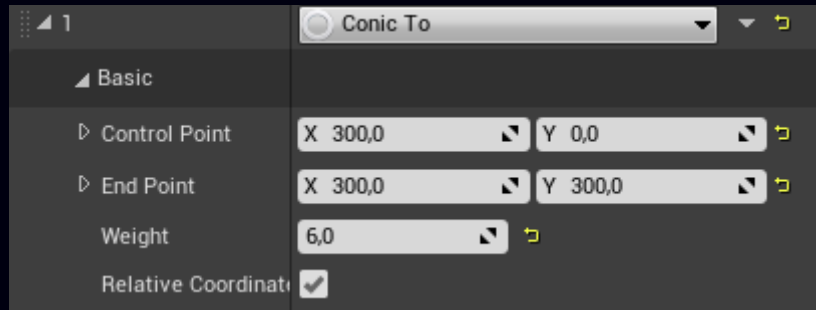 1 Conic To
Basic
Control Point X 300,0 Y 0,0
End Point X 300,0 Y 300,0
Weight 6,0
Relative Coordinat